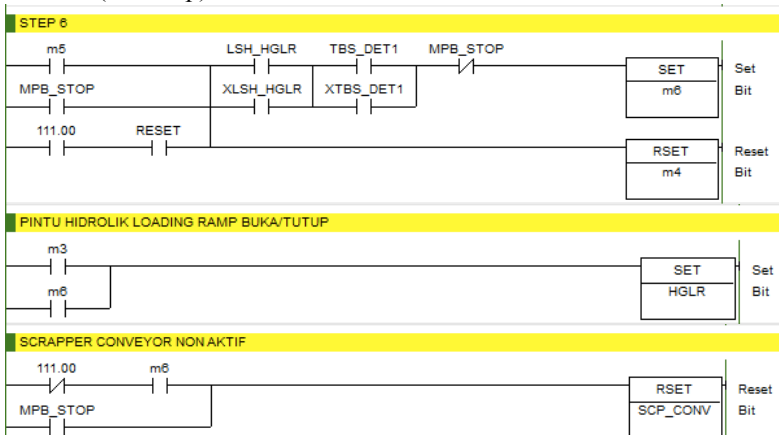 STEP 6
m5 LSH_HGLR TBS_DET1 MPB_STOP
SET Set
MPB_STOP XLSH_HGLR XTBS_DET1 m6 Bit
111.00 RESET
RSET Reset
m4 Bit
PINTU HIDROLIK LOADING RAMP BUKA/TUTUP
m3
SET Set
m6 HGLR Bit
SCRAPPER CONVEYOR NON AKTIF
111.00 m6
RSET Reset
MPB_STOP SCP_CONV Bit